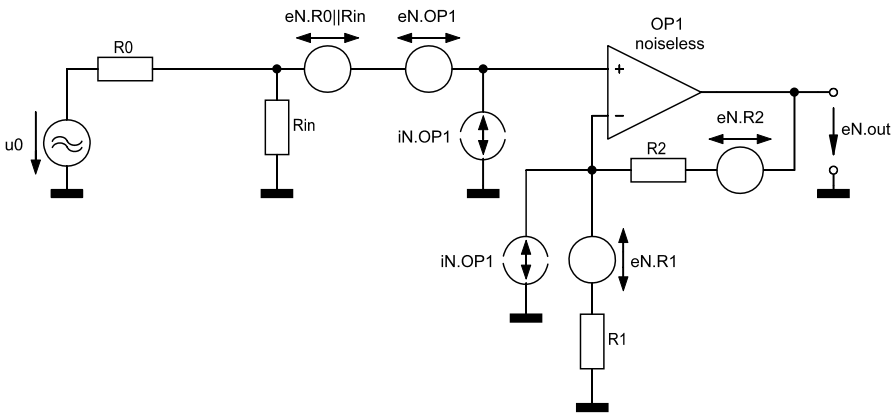 eN.R0||Rin
eN.OP1
OP1
noiseless
R0
+
Rin
iN.OP1
−
eN.R2
eN.out
u0
R2
iN.OP1
eN.R1
R1